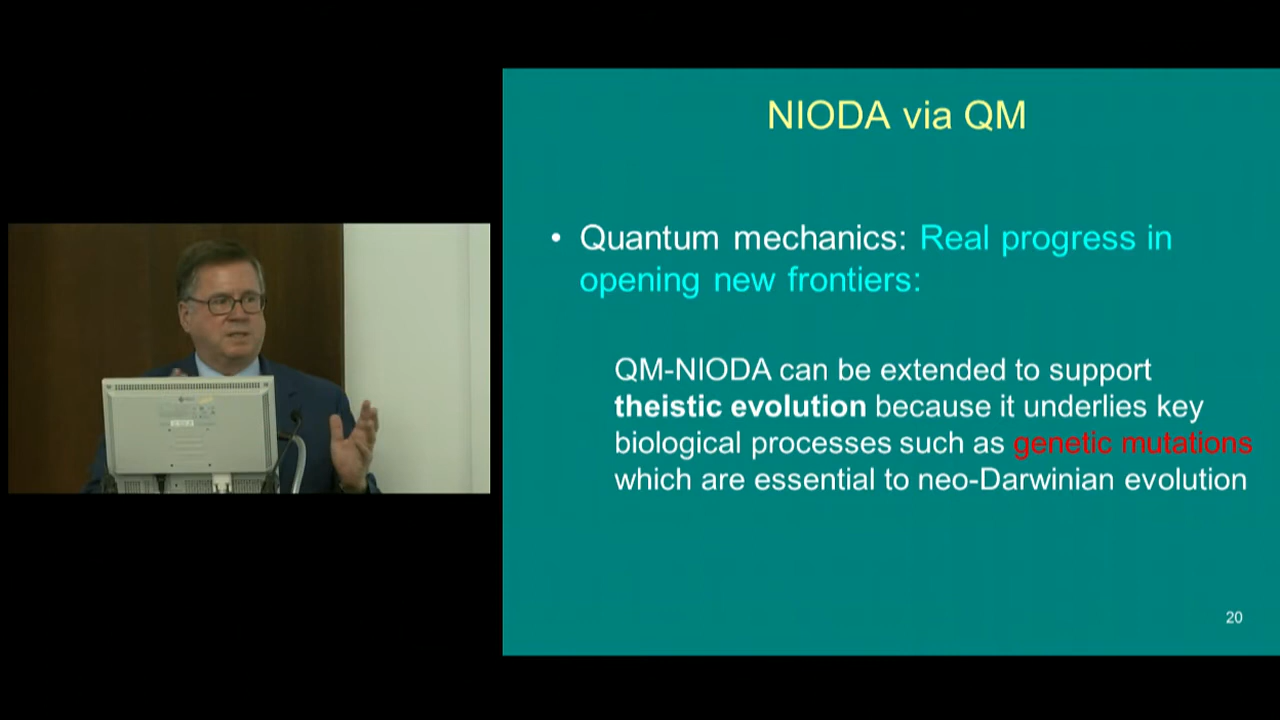 NIODA via QM
• Quantum mechanics: Real progress in
opening new frontiers:
QM-NIODA can be extended to support
theistic evolution because it underlies key
biological processes such as genetic mutations
which are essential to neo-Darwinian evolution
20